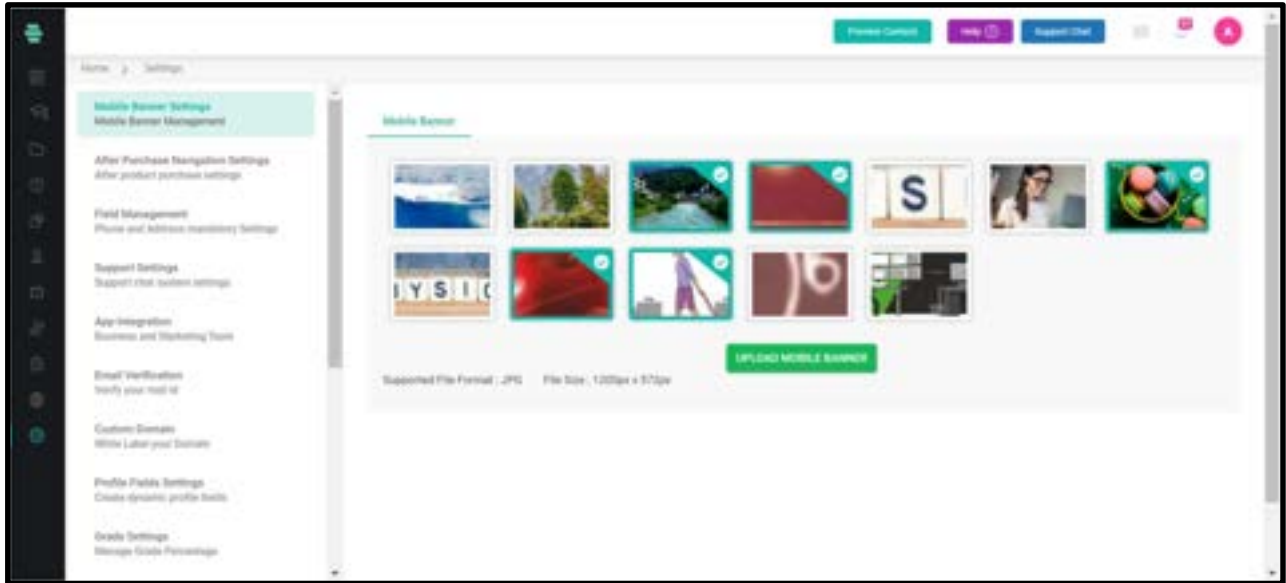 Preview Content Help Support Chat A
Home Settings
Mobile Banner Settings
Mobile Banner Management
After Purchase Navigation Settings
After product purchase settings
Field Management
Phone and Address mandatory Settings
Support Settings
Support chat system settings
App Integration
Business and Marketing Tools
Email Verification
Verify your mail id
Custom Domain
White Label your Domain
Profile Fields Settings
Create dynamic profile fields
Grade Settings
Manage Grade Percentage
Mobile Banner
S
Y S I C
UPLOAD MOBILE BANNER
Supported File Format : JPG File Size : 1200px x 572px